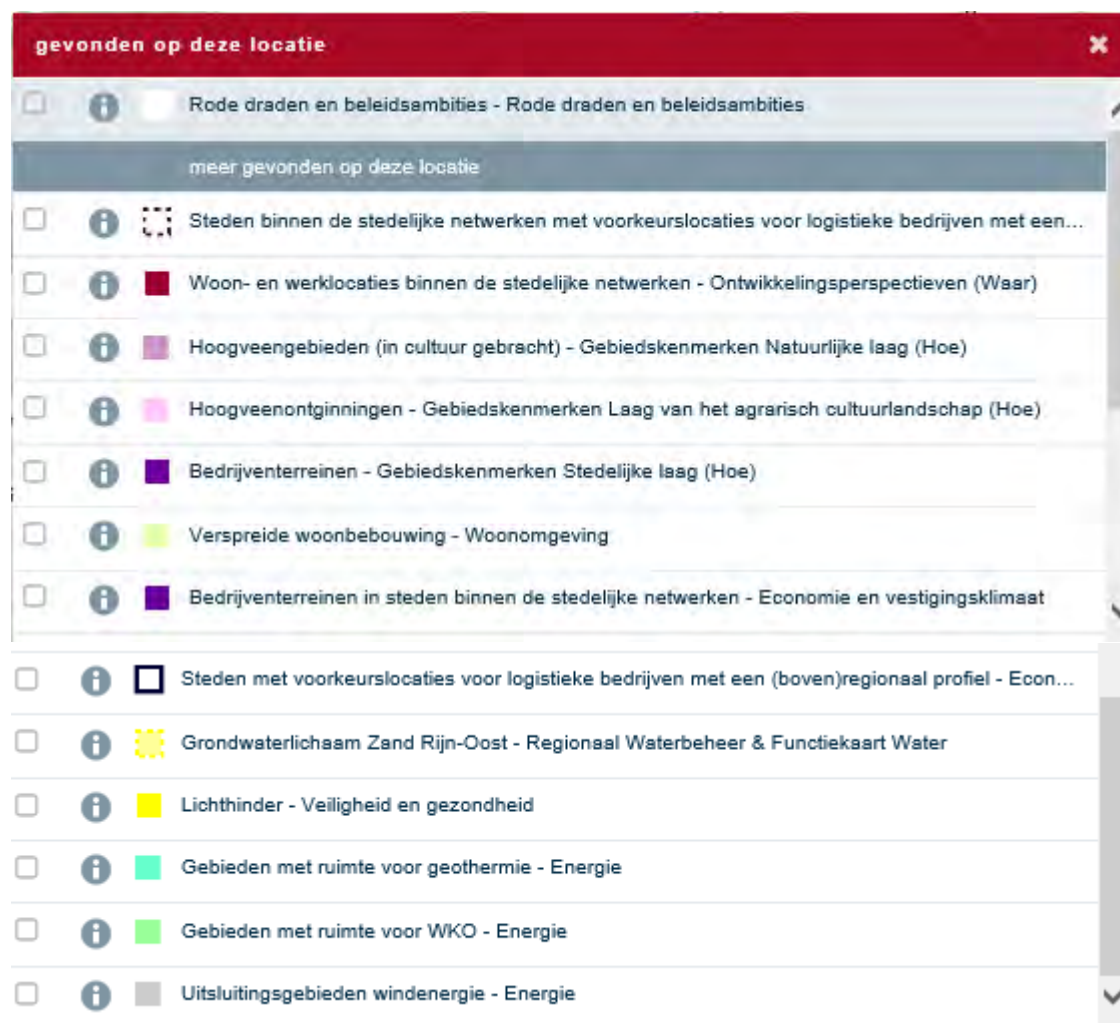 gevonden op deze locatie
Rode draden en beleidsambities - Rode draden en beleidsambities
meer gevonden op deze locatie
Steden binnen de stedelijke netwerken met voorkeurslocaties voor logistieke bedrijven met een...
Woon- en werklocaties binnen de stedelijke netwerken - Ontwikkelingsperspectieven (Waar)
Hoogveengebieden (in cultuur gebracht) - Gebiedskenmerken Natuurlijke laag (Hoe)
Hoogveenontginningen - Gebiedskenmerken Laag van het agrarisch cultuurlandschap (Hoe)
Bedrijventerreinen - Gebiedskenmerken Stedelijke laag (Hoe)
Verspreide woonbebouwing - Woonomgeving
Bedrijventerreinen in steden binnen de stedelijke netwerken - Economie en vestigingsklimaat
Steden met voorkeurslocaties voor logistieke bedrijven met een (boven)regionaal profiel - Econ...
Grondwaterlichaam Zand Rijn-Oost - Regionaal Waterbeheer & Functiekaart Water
Lichthinder - Veiligheid en gezondheid
Gebieden met ruimte voor geothermie - Energie
Gebieden met ruimte voor WKO - Energie
Uitsluitingsgebieden windenergie - Energie